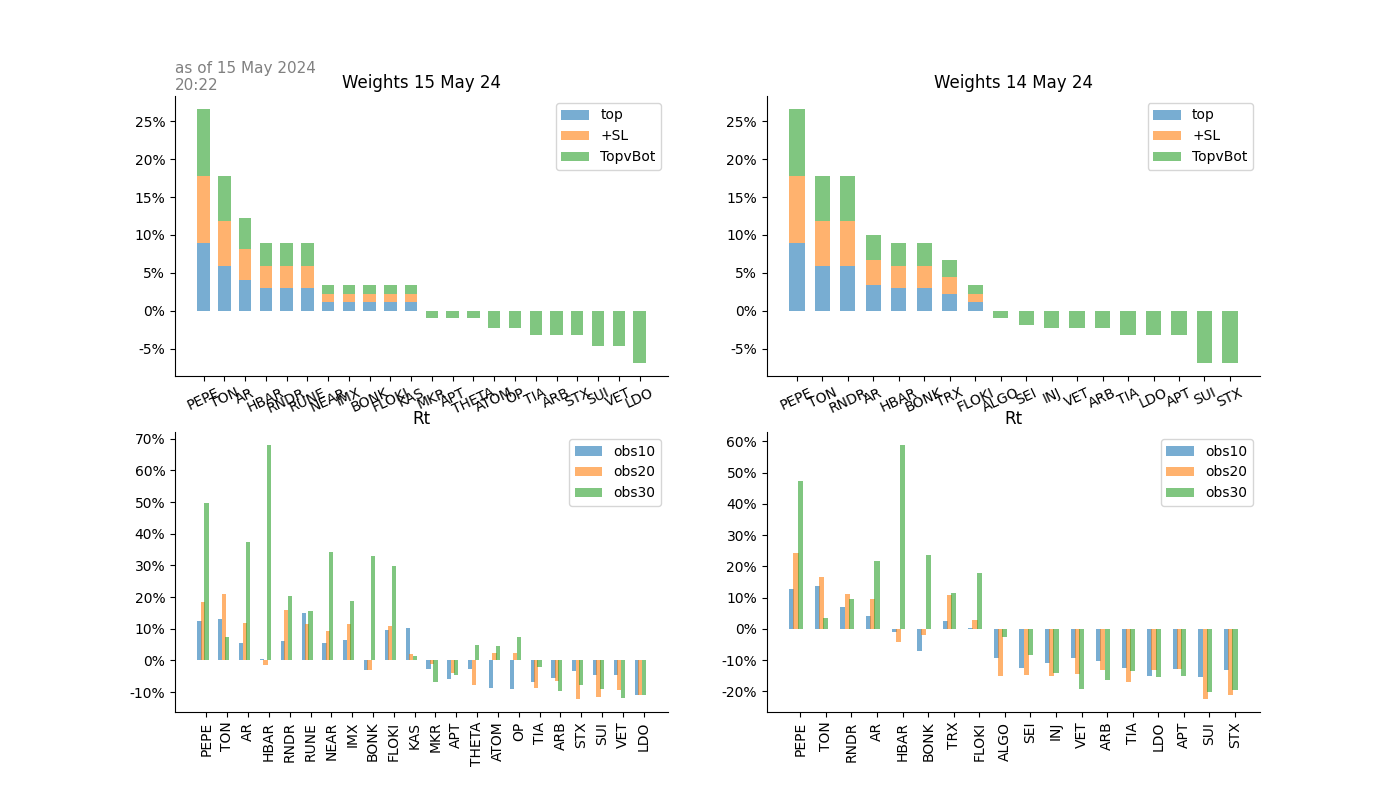 as of 15 May 2024
20:22
Weights 15 May 24
25%
20%
15%
10%
5%
0%
-5%
top
+SL
TopvBot
PEPE TON AR HBAR RNDR RUNE NEAR IMX BONK FLOKI KAS MKR APT THETA ATOM OP TIA ARB STX SUI VET LDO
Weights 14 May 24
25%
20%
15%
10%
5%
0%
-5%
top
+SL
TopvBot
PEPE TON RNDR AR HBAR BONK TRX FLOKI ALGO SEI INJ VET ARB TIA LDO APT SUI STX
Rt
70%
60%
50%
40%
30%
20%
10%
0%
-10%
obs10
obs20
obs30
PEPE TON AR HBAR RNDR RUNE NEAR IMX BONK FLOKI KAS MKR APT THETA ATOM OP TIA ARB STX SUI VET LDO
Rt
60%
50%
40%
30%
20%
10%
0%
-10%
-20%
obs10
obs20
obs30
PEPE TON RNDR AR HBAR BONK TRX FLOKI ALGO SEI INJ VET ARB TIA LDO APT SUI STX